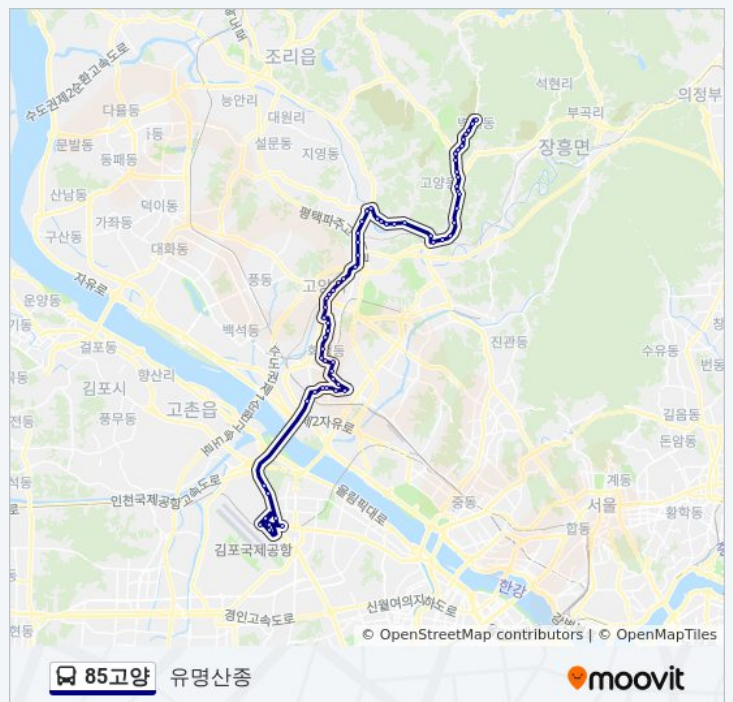 조리읍
수도권제2순환고속도로
석현리
의정부
능안리
다율동
부곡리
대원리
문발동
설문동
장흥면
동패동
지영동
고양동
산남동
덕이동
가좌동
구산동
대화동
자유로
풍동
운양동
백석동
진관동
걸포동
수유동
번동
향산리
김포시
고촌읍
풍무동
수도권제1순환고속도로
제2자유로
길음동
돈암동
인천국제공항고속도로
올림픽대로
중동
계동
서울
황학동
합동
김포국제공항
한강
신월여의지하도로
경인고속도로
© OpenStreetMap contributors | © OpenMapTiles
85고양 유명산종
moovit